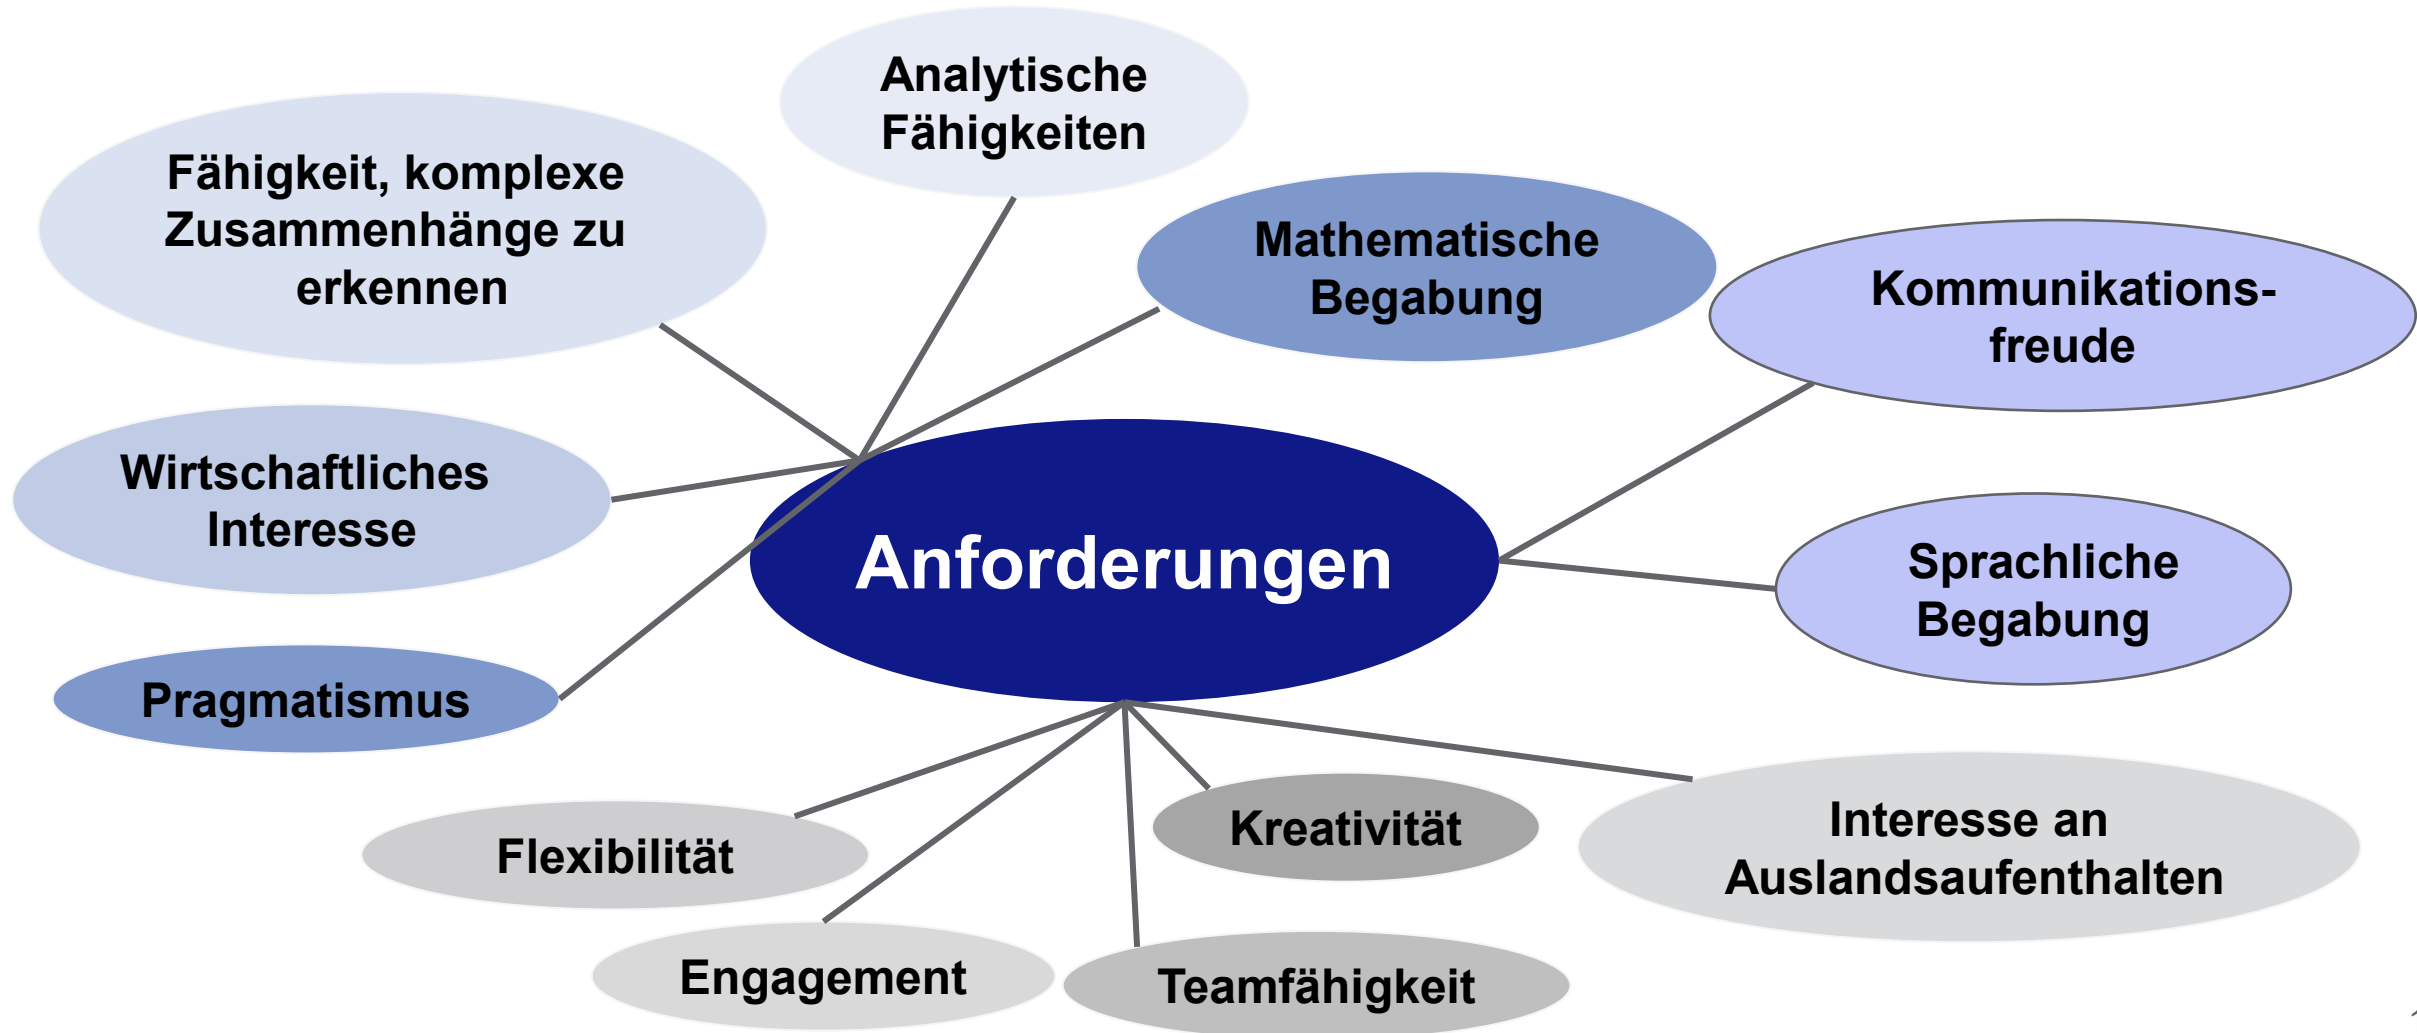 Analytische
Fähigkeiten
Fähigkeit, komplexe
Zusammenhänge zu
erkennen
Mathematische
Begabung
Kommunikations-
freude
Wirtschaftliches
Interesse
Anforderungen
Sprachliche
Begabung
Pragmatismus
Flexibilität
Kreativität
Interesse an
Auslandsaufenthalten
Engagement
Teamfähigkeit